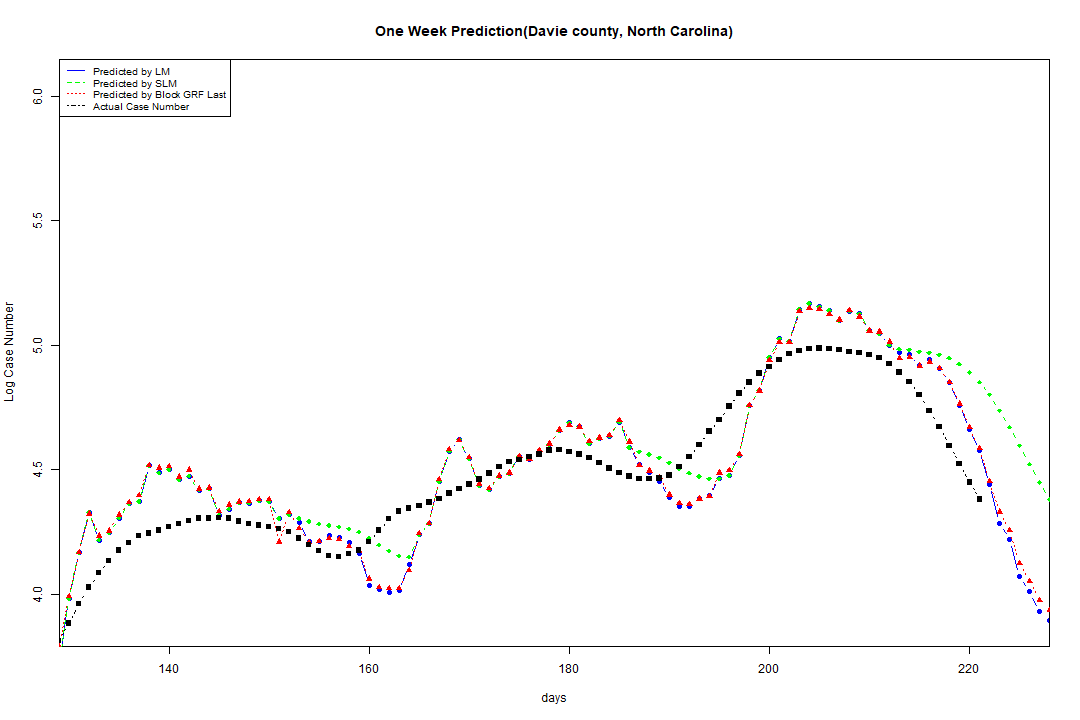 One Week Prediction(Davie county, North Carolina)
Predicted by LM
Predicted by SLM
Predicted by Block GRF Last
Actual Case Number
6.0
5.5
5.0
4.5
4.0
Log Case Number
140 160 180 200 220
days